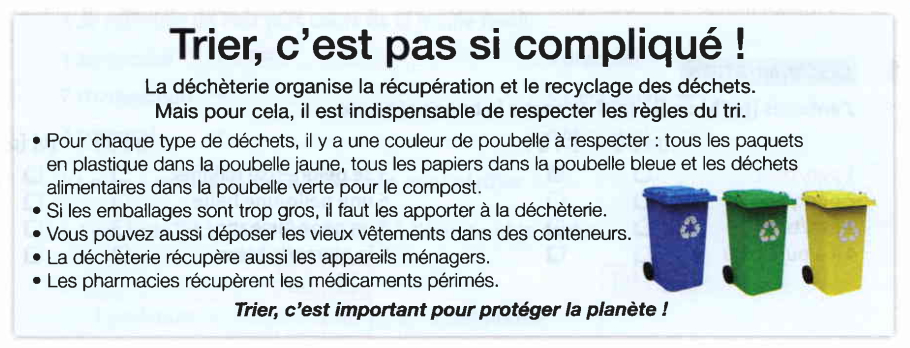 Trier, c'est pas si compliqué !
La déchèterie organise la récupération et le recyclage des déchets.
Mais pour cela, il est indispensable de respecter les règles du tri.
• Pour chaque type de déchets, il y a une couleur de poubelle à respecter : tous les paquets
en plastique dans la poubelle jaune, tous les papiers dans la poubelle bleue et les déchets
alimentaires dans la poubelle verte pour le compost.
• Si les emballages sont trop gros, il faut les apporter à la déchèterie.
• Vous pouvez aussi déposer les vieux vêtements dans des conteneurs.
• La déchèterie récupère aussi les appareils ménagers.
• Les pharmacies récupèrent les médicaments périmés.
Trier, c'est important pour protéger la planète !